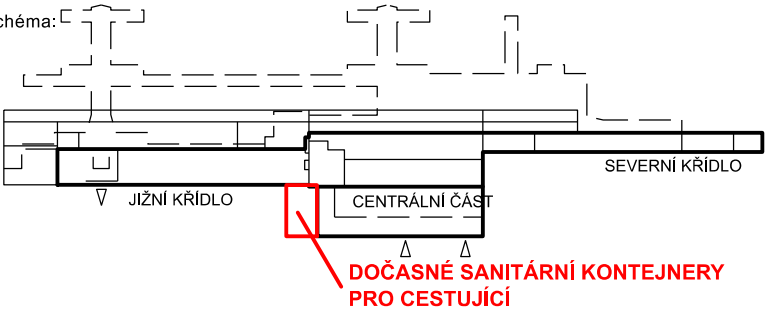 chéma:
SEVERNÍ KŘÍDLO
JIŽNÍ KŘÍDLO
CENTRÁLNÍ ČÁST
DOČASNÉ SANITÁRNÍ KONTEJNERY
PRO CESTUJÍCÍ